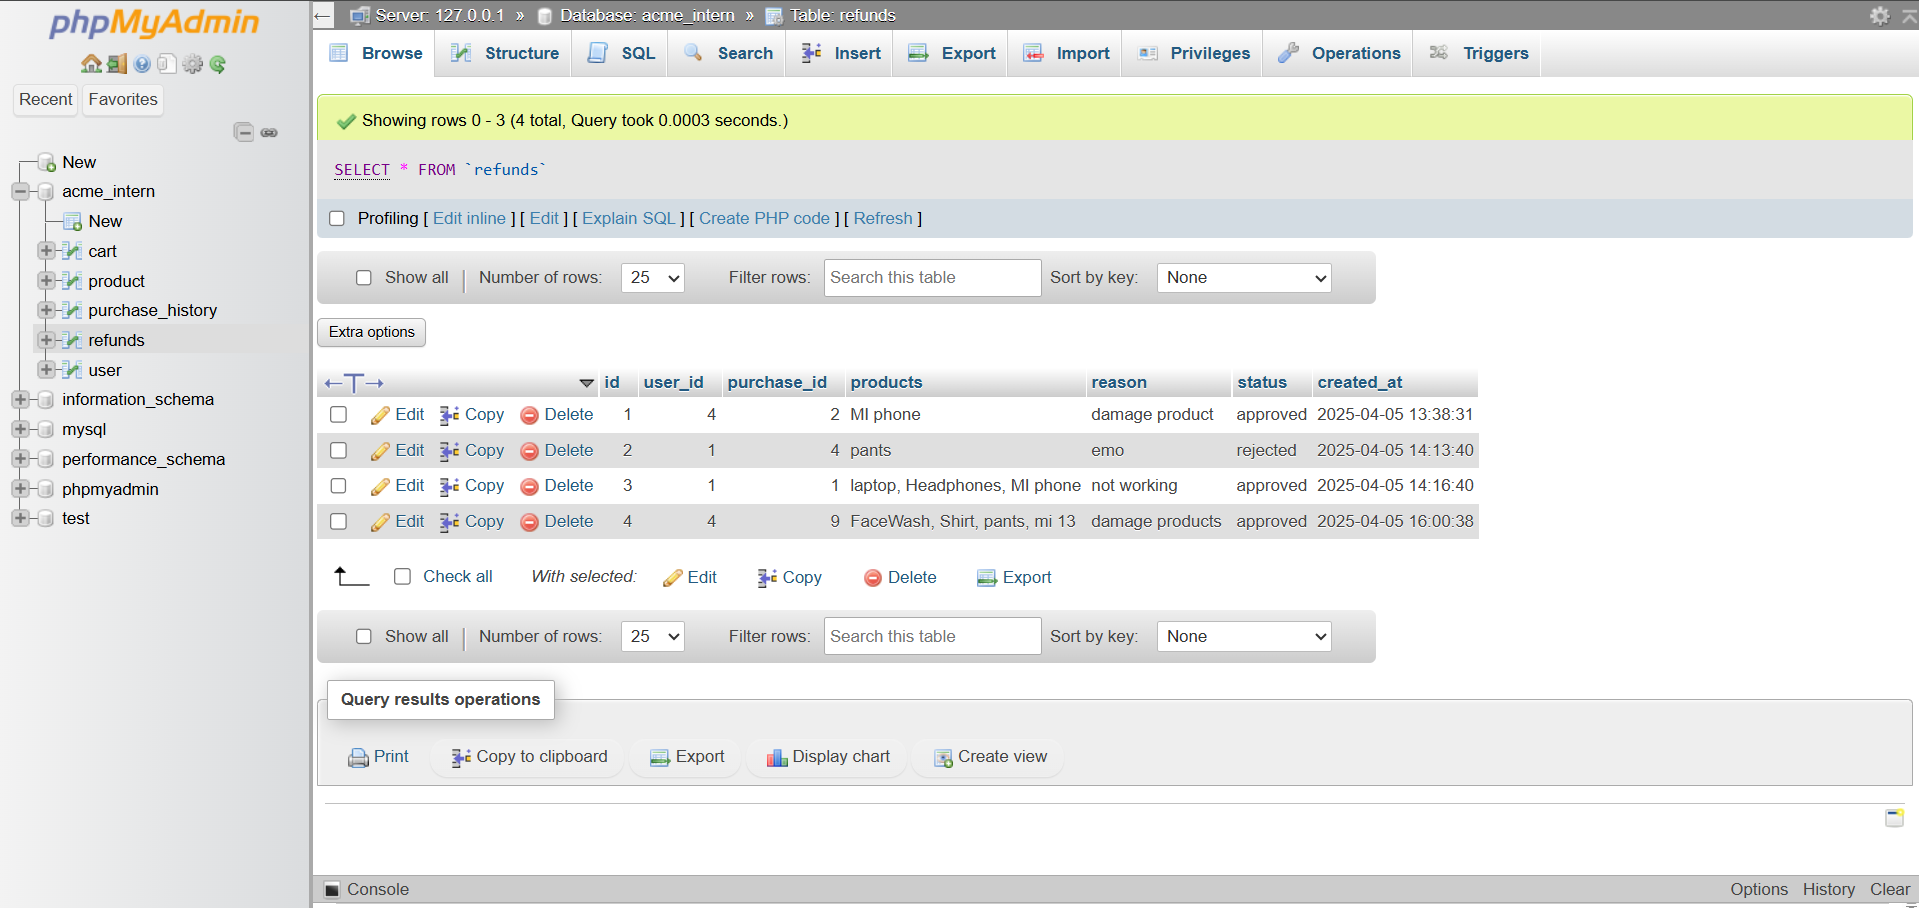 phpMyAdmin
Recent Favorites
New
acme_intern
New
cart
product
purchase_history
refunds
user
information_schema
mysql
performance_schema
phpmyadmin
test
← Server: 127.0.0.1 » Database: acme_intern » Table: refunds
Browse Structure SQL Search Insert Export Import Privileges Operations Triggers
Showing rows 0 - 3 (4 total, Query took 0.0003 seconds.)
SELECT * FROM `refunds`
Profiling [ Edit inline ] [ Edit ] [ Explain SQL ] [ Create PHP code ] [ Refresh ]
Show all | Number of rows: 25 Filter rows: Search this table Sort by key: None
Extra options
←T→ id user_id purchase_id products reason status created_at
Edit Copy Delete 1 4 2 MI phone damage product approved 2025-04-05 13:38:31
Edit Copy Delete 2 1 4 pants emo rejected 2025-04-05 14:13:40
Edit Copy Delete 3 1 1 laptop, Headphones, MI phone not working approved 2025-04-05 14:16:40
Edit Copy Delete 4 4 9 FaceWash, Shirt, pants, mi 13 damage products approved 2025-04-05 16:00:38
Check all With selected: Edit Copy Delete Export
Show all | Number of rows: 25 Filter rows: Search this table Sort by key: None
Query results operations
Print Copy to clipboard Export Display chart Create view
Console Options History Clear